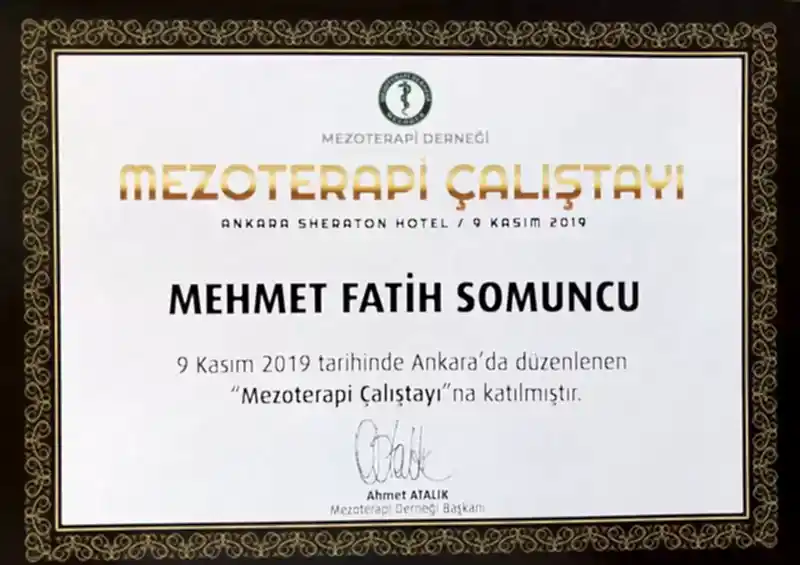 MEZOTERAPİ DERNEĞİ
MEZOTERAPİ ÇALIŞTAYI
ANKARA SHERATON HOTEL / 9 KASIM 2019
MEHMET FATİH SOMUNCU
9 Kasım 2019 tarihinde Ankara’da düzenlenen
“Mezoterapi Çalıştayı”na katılmıştır.
Ahmet ATALIK
Mezoterapi Derneği Başkanı